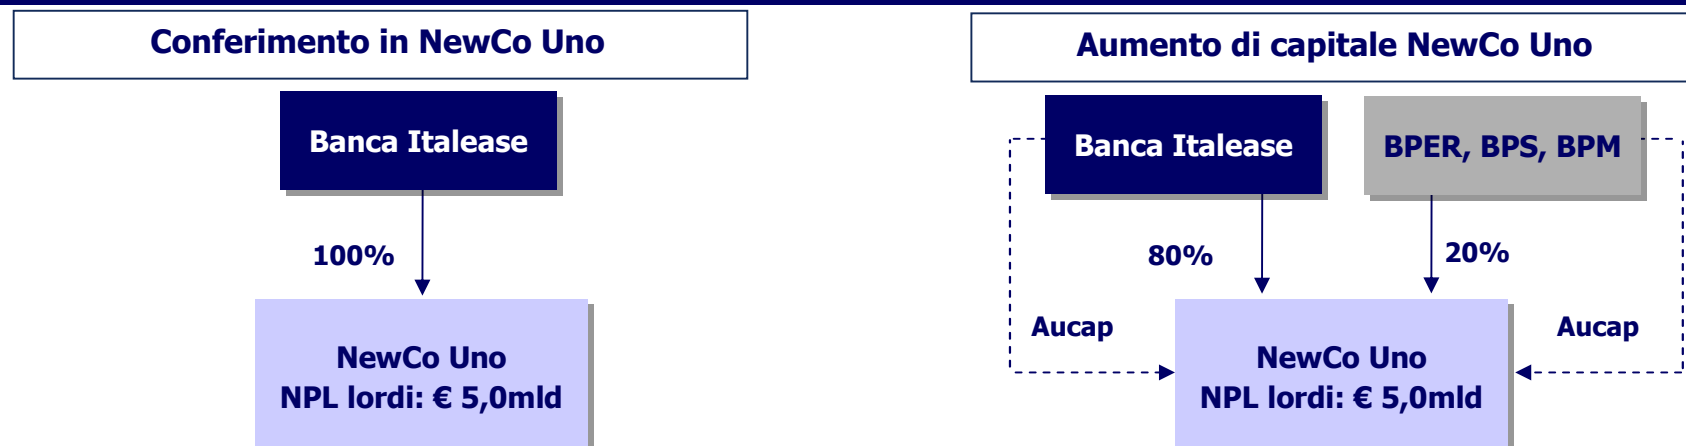 Conferimento in NewCo Uno
Banca Italease
100%
NewCo Uno
NPL lordi: € 5,0mld
Aumento di capitale NewCo Uno
Banca Italease
BPER, BPS, BPM
80%
20%
Aucap
Aucap
NewCo Uno
NPL lordi: € 5,0mld